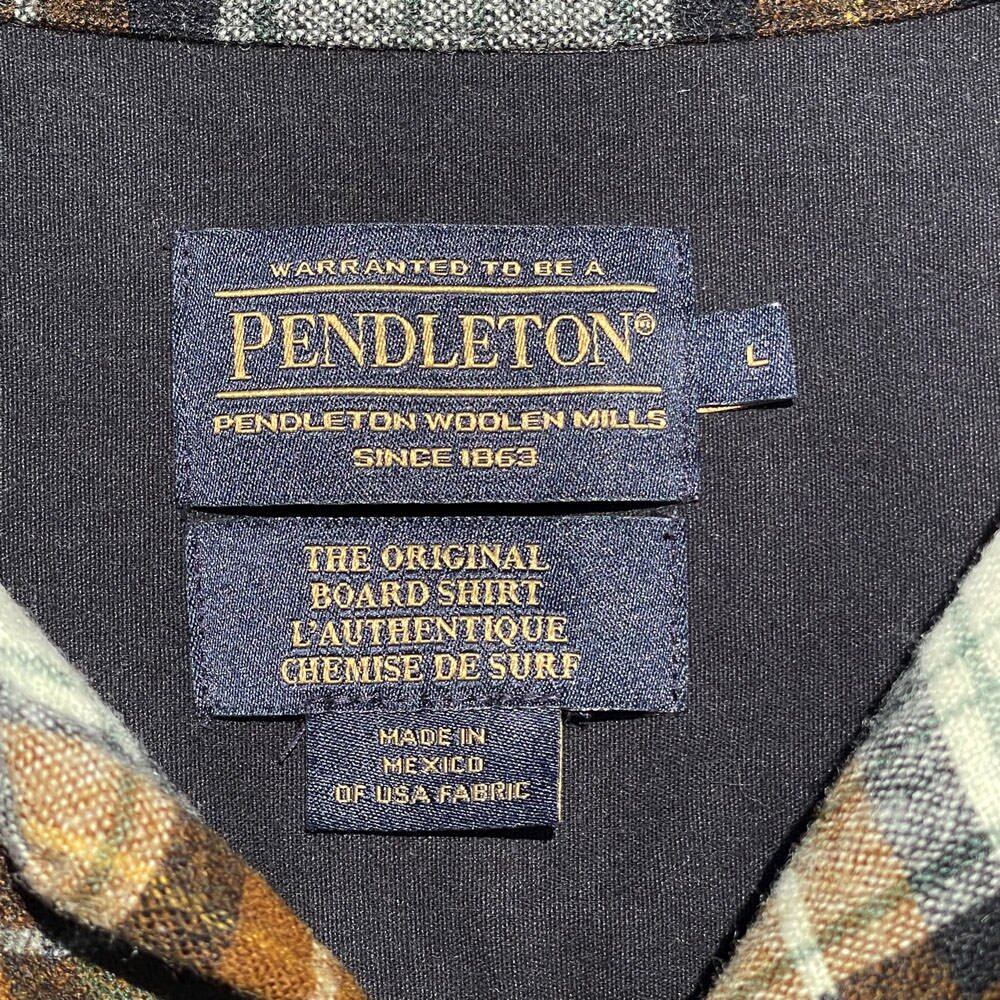 WARRANTED TO BE A
PENDLETON®
PENDLETON WOOLEN MILLS
SINCE 1863
L
THE ORIGINAL
BOARD SHIRT
L'AUTHENTIQUE
CHEMISE DE SURF
MADE IN
MEXICO
OF USA FABRIC